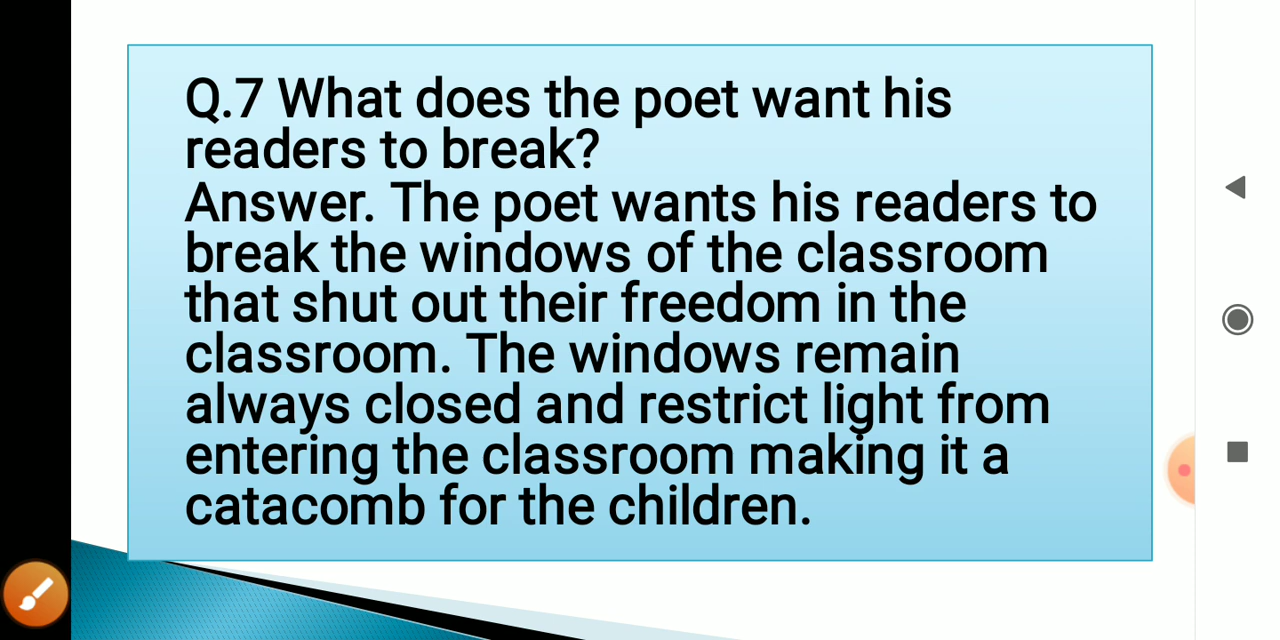 Q.7 What does the poet want his
readers to break?
Answer. The poet wants his readers to
break the windows of the classroom
that shut out their freedom in the
classroom. The windows remain
always closed and restrict light from
entering the classroom making it a
catacomb for the children.